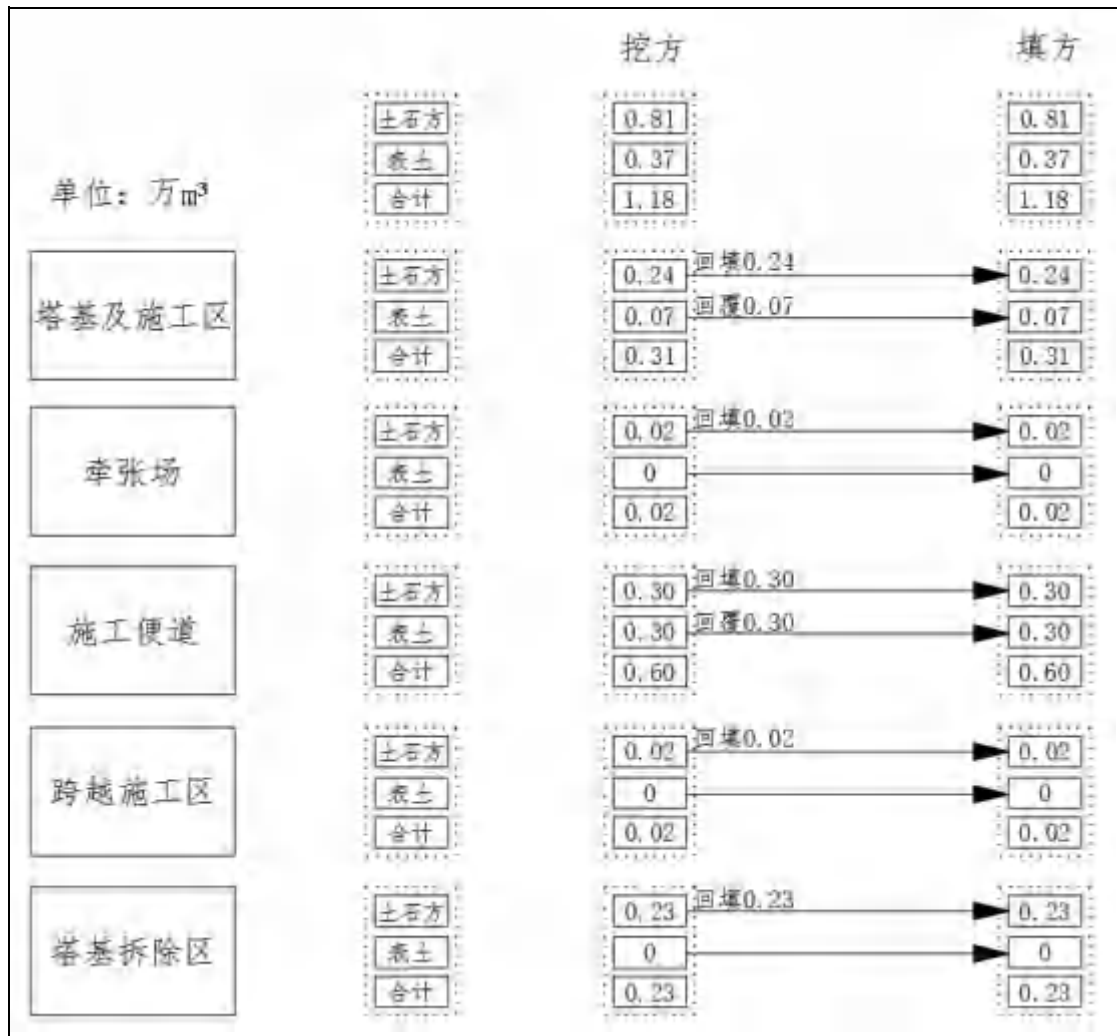 挖方 填方
土石方 0.81 0.81
表土 0.37 0.37
单位：万m³
合计 1.18 1.18
塔基及施工区
土石方 0.24 回填0.24 0.24
表土 0.07 回覆0.07 0.07
合计 0.31 0.31
牵张场
土石方 0.02 回填0.02 0.02
表土 0 0
合计 0.02 0.02
施工便道
土石方 0.30 回填0.30 0.30
表土 0.30 回覆0.30 0.30
合计 0.60 0.60
跨越施工区
土石方 0.02 回填0.02 0.02
表土 0 0
合计 0.02 0.02
塔基拆除区
土石方 0.23 回填0.23 0.23
表土 0 0
合计 0.23 0.23